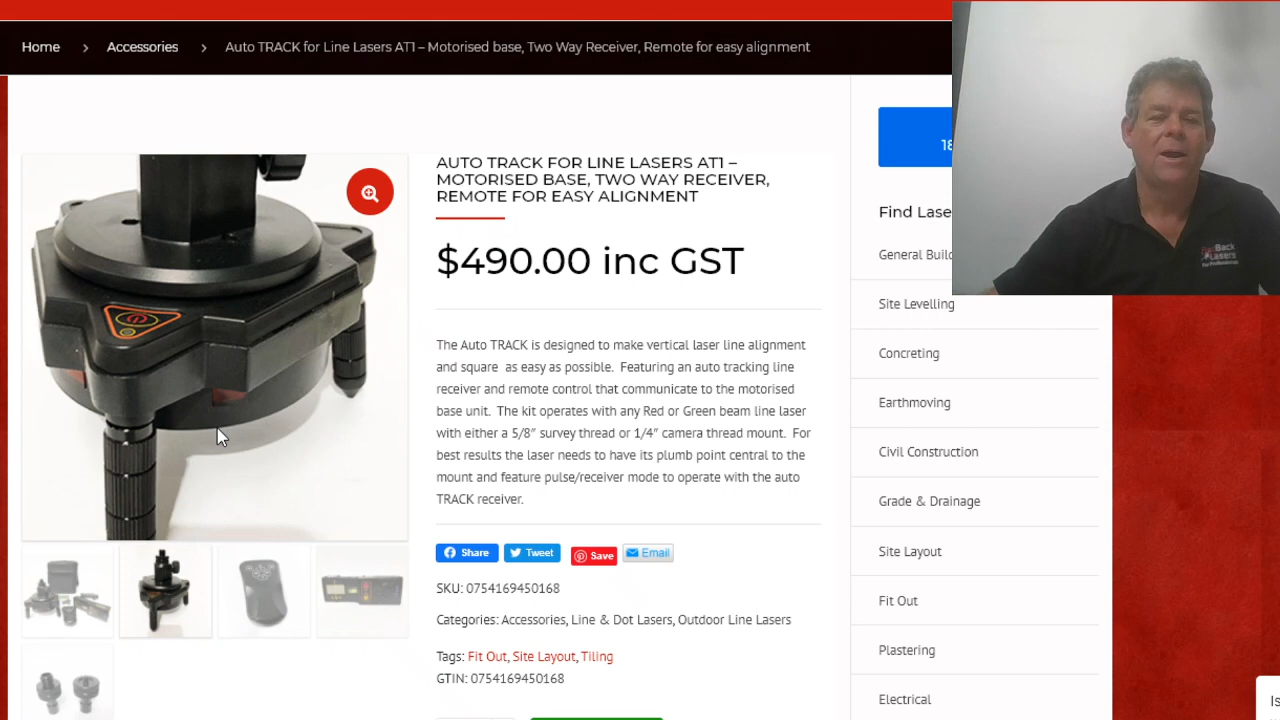 Home > Accessories > Auto TRACK for Line Lasers AT1 – Motorised base, Two Way Receiver, Remote for easy alignment
AUTO TRACK FOR LINE LASERS AT1 –
MOTORISED BASE, TWO WAY RECEIVER,
REMOTE FOR EASY ALIGNMENT
$490.00 inc GST
The Auto TRACK is designed to make vertical laser line alignment
and square as easy as possible. Featuring an auto tracking line
receiver and remote control that communicate to the motorised
base unit. The kit operates with any Red or Green beam line laser
with either a 5/8″ survey thread or 1/4″ camera thread mount. For
best results the laser needs to have its plumb point central to the
mount and feature pulse/receiver mode to operate with the auto
TRACK receiver.
Share Tweet Save Email
SKU: 0754169450168
Categories: Accessories, Line & Dot Lasers, Outdoor Line Lasers
Tags: Fit Out, Site Layout, Tiling
GTIN: 0754169450168
18
Find Lase
General Build
Site Levelling
Concreting
Earthmoving
Civil Construction
Grade & Drainage
Site Layout
Fit Out
Plastering
Electrical
RedBack
Lasers
For Professionals
Is